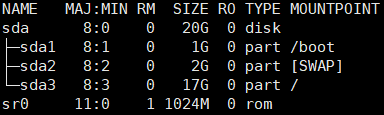 NAME   MAJ:MIN RM  SIZE RO TYPE MOUNTPOINT
sda      8:0    0   20G  0 disk
├─sda1   8:1    0    1G  0 part /boot
├─sda2   8:2    0    2G  0 part [SWAP]
└─sda3   8:3    0   17G  0 part /
sr0     11:0    1 1024M  0 rom